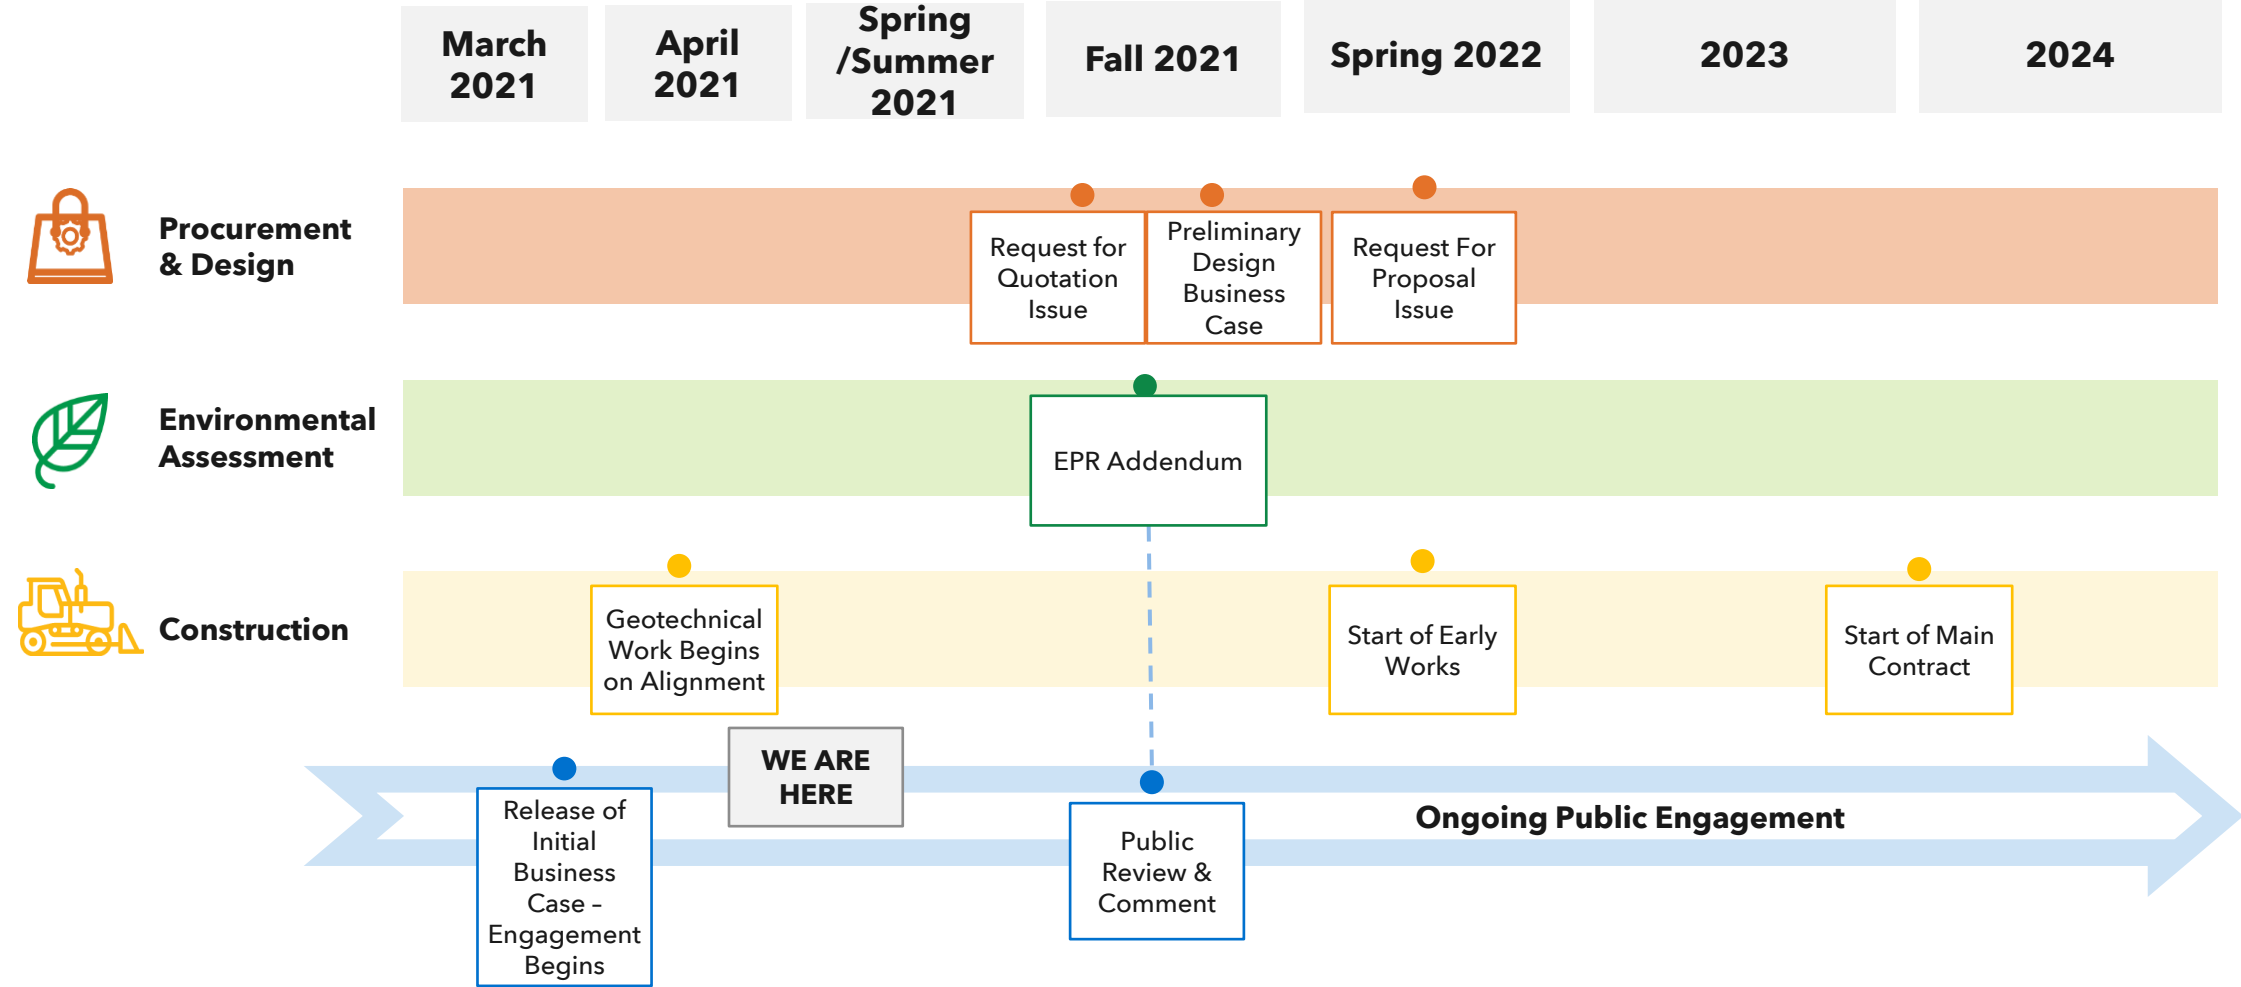 March
2021
April
2021
Spring
/Summer
2021
Fall 2021
Spring 2022
2023
2024
Procurement
& Design
Request for
Quotation
Issue
Preliminary
Design
Business
Case
Request For
Proposal
Issue
Environmental
Assessment
EPR Addendum
Construction
Geotechnical
Work Begins
on Alignment
Start of Early
Works
Start of Main
Contract
WE ARE
HERE
Release of
Initial
Business
Case –
Engagement
Begins
Public
Review &
Comment
Ongoing Public Engagement